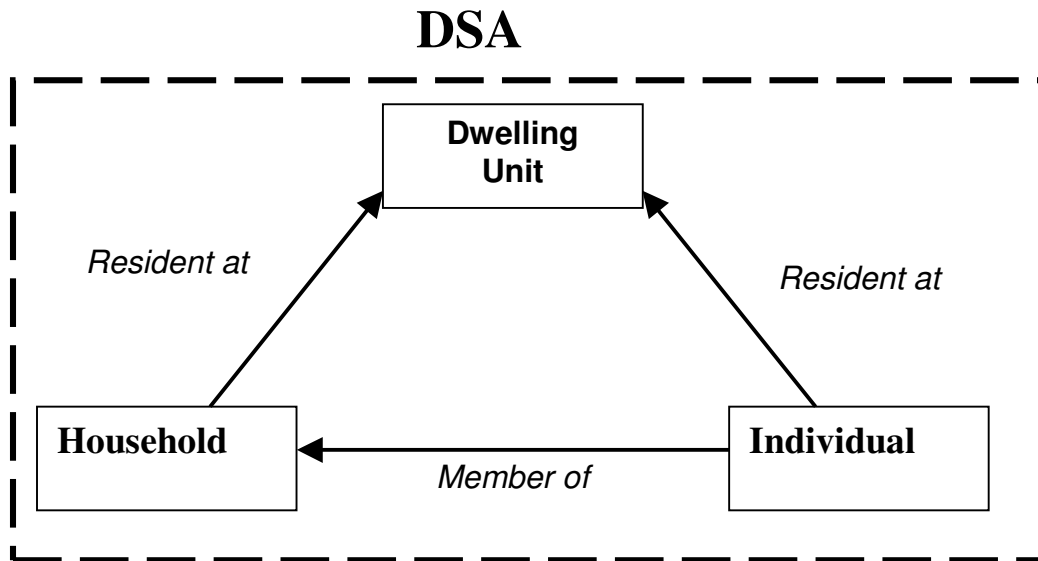 DSA
Dwelling
Unit
Resident at
Resident at
Household
Individual
Member of